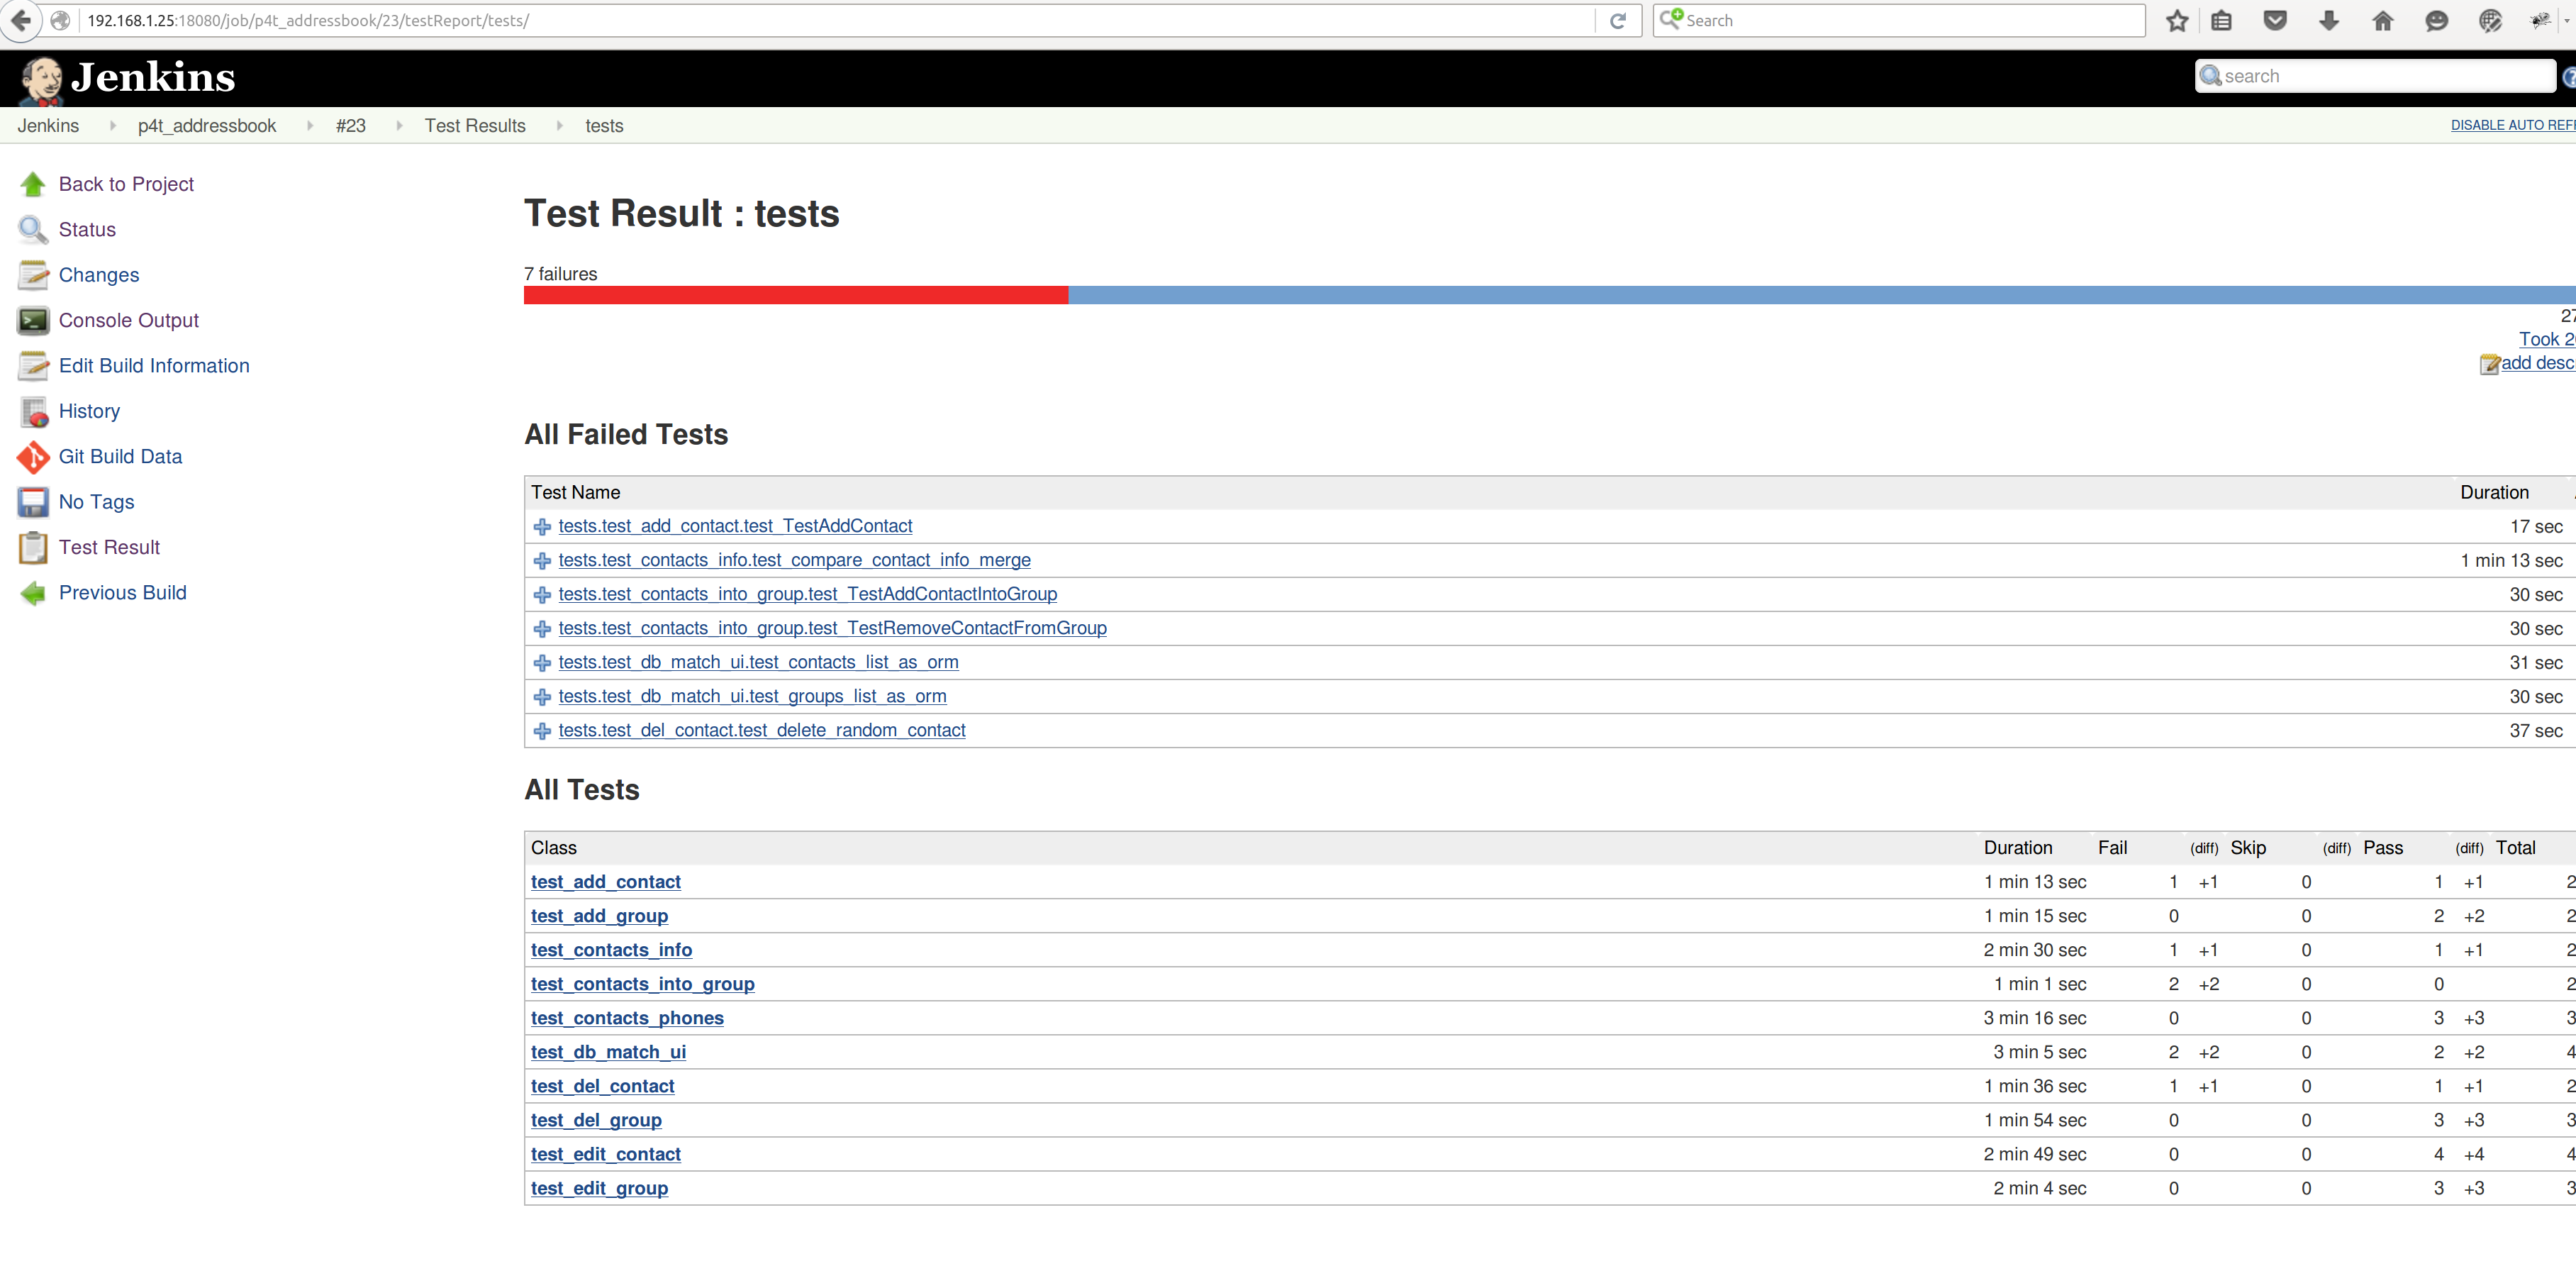 192.168.1.25:18080/job/p4t_addressbook/23/testReport/tests/
Search
Jenkins
search
Jenkins p4t_addressbook #23 Test Results tests
DISABLE AUTO REF
Back to Project
Status
Changes
Console Output
Edit Build Information
History
Git Build Data
No Tags
Test Result
Previous Build
Test Result : tests
7 failures
27
Took 2
add desc
All Failed Tests
Test Name Duration
tests.test_add_contact.test_TestAddContact 17 sec
tests.test_contacts_info.test_compare_contact_info_merge 1 min 13 sec
tests.test_contacts_into_group.test_TestAddContactIntoGroup 30 sec
tests.test_contacts_into_group.test_TestRemoveContactFromGroup 30 sec
tests.test_db_match_ui.test_contacts_list_as_orm 31 sec
tests.test_db_match_ui.test_groups_list_as_orm 30 sec
tests.test_del_contact.test_delete_random_contact 37 sec
All Tests
Class Duration Fail (diff) Skip (diff) Pass (diff) Total
test_add_contact 1 min 13 sec 1 +1 0 1 +1 2
test_add_group 1 min 15 sec 0 0 2 +2 2
test_contacts_info 2 min 30 sec 1 +1 0 1 +1 2
test_contacts_into_group 1 min 1 sec 2 +2 0 0 2
test_contacts_phones 3 min 16 sec 0 0 3 +3 3
test_db_match_ui 3 min 5 sec 2 +2 0 2 +2 4
test_del_contact 1 min 36 sec 1 +1 0 1 +1 2
test_del_group 1 min 54 sec 0 0 3 +3 3
test_edit_contact 2 min 49 sec 0 0 4 +4 4
test_edit_group 2 min 4 sec 0 0 3 +3 3